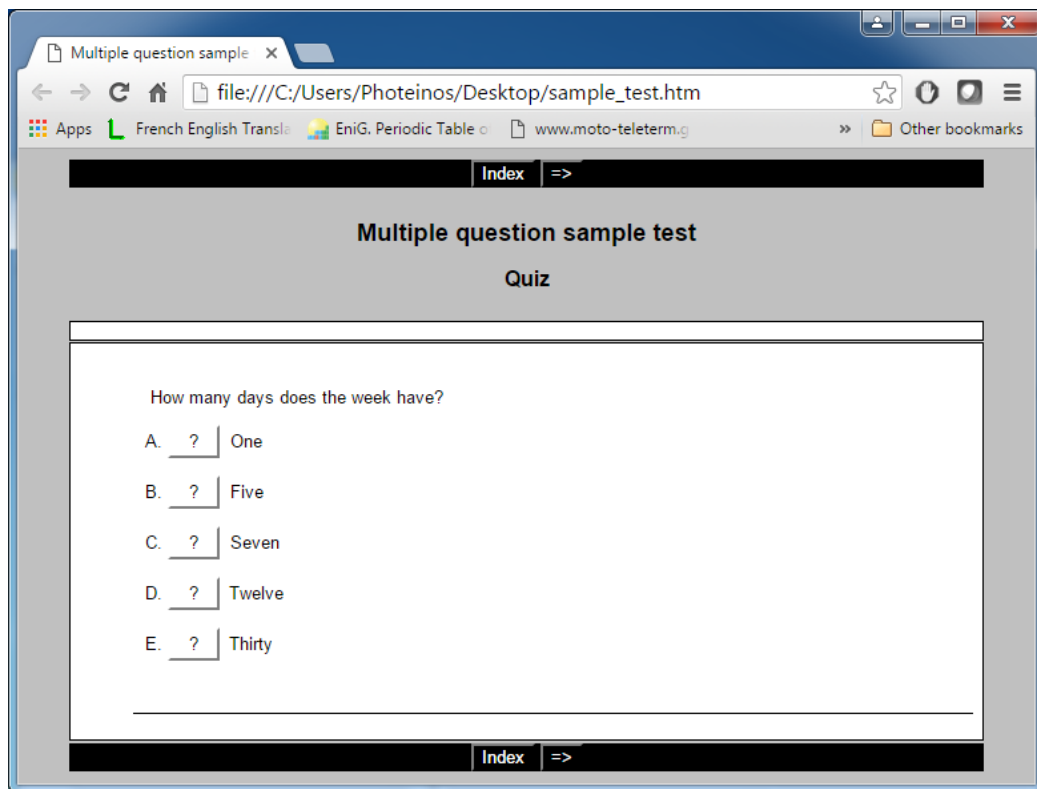 Multiple question sample
file:///C:/Users/Photeinos/Desktop/sample_test.htm
Apps French English Transla EniG. Periodic Table o www.moto-teleterm.g » Other bookmarks
Index =>
Multiple question sample test
Quiz
How many days does the week have?
A. ? One
B. ? Five
C. ? Seven
D. ? Twelve
E. ? Thirty
Index =>